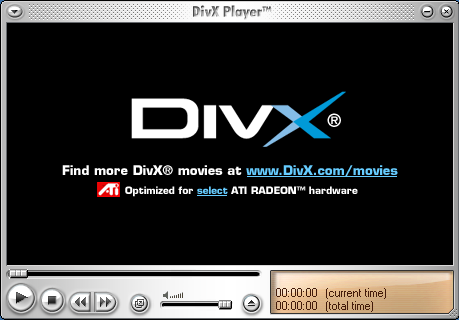 DivX Player™
DIVX®
Find more DivX® movies at www.DivX.com/movies
ATI Optimized for select ATI RADEON™ hardware
00:00:00 (current time)
00:00:00 (total time)